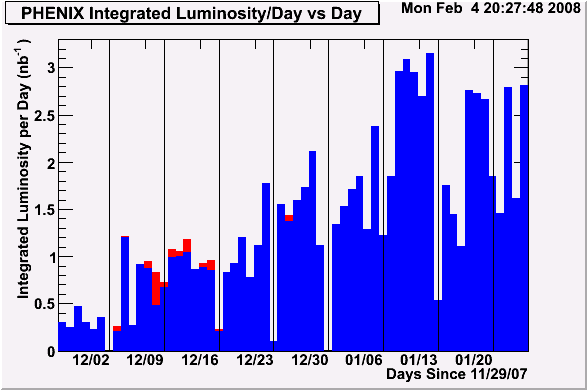 PHENIX Integrated Luminosity/Day vs Day
Mon Feb 4 20:27:48 2008
Integrated Luminosity per Day (nb⁻¹)
3
2.5
2
1.5
1
0.5
0
12/02 12/09 12/16 12/23 12/30 01/06 01/13 01/20
Days Since 11/29/07